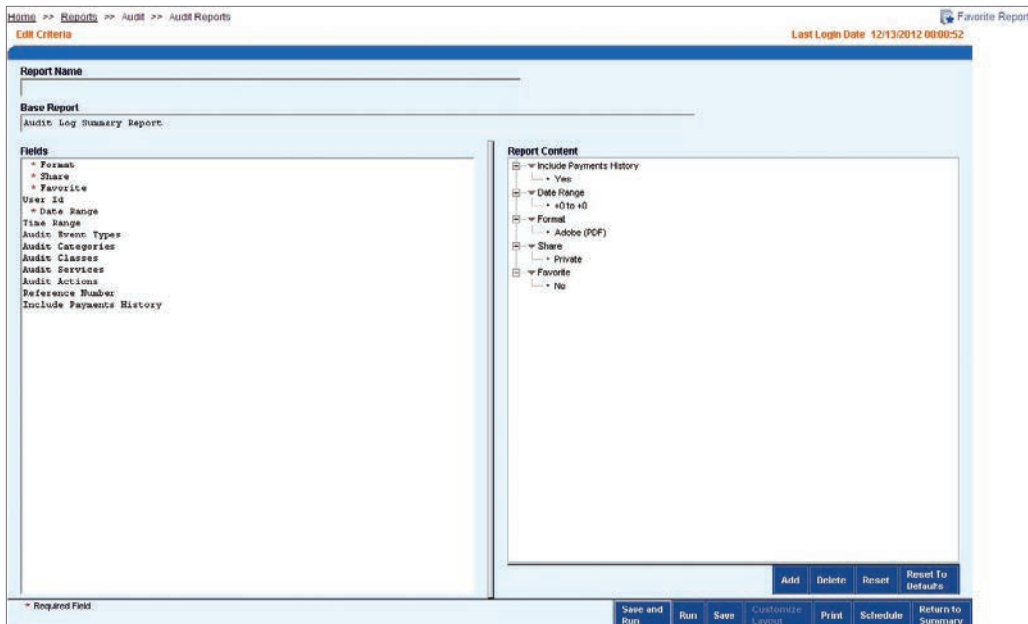 Home >> Reports >> Audit >> Audit Reports
Favorite Report
Edit Criteria
Last Login Date 12/13/2012 00:00:52
Report Name
Base Report
Audit Log Summary Report
Fields
* Format
* Share
* Favorite
User Id
* Date Range
Time Range
Audit Event Types
Audit Categories
Audit Classes
Audit Services
Audit Actions
Reference Number
Include Payments History
Report Content
Include Payments History
• Yes
Date Range
• +0 to +0
Format
• Adobe (PDF)
Share
• Private
Favorite
• No
Add
Delete
Reset
Reset To
Defaults
* Required Field
Save and
Run
Run
Save
Customize
Layout
Print
Schedule
Return to
Summary